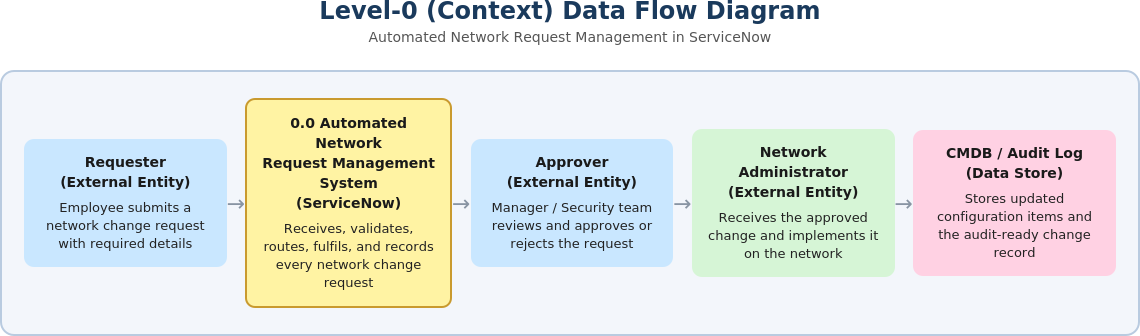 Level-0 (Context) Data Flow Diagram
Automated Network Request Management in ServiceNow
Requester
(External Entity)
Employee submits a
network change request
with required details
→
0.0 Automated
Network
Request Management
System
(ServiceNow)
Receives, validates,
routes, fulfils, and records
every network change
request
→
Approver
(External Entity)
Manager / Security team
reviews and approves or
rejects the request
→
Network
Administrator
(External Entity)
Receives the approved
change and implements it
on the network
→
CMDB / Audit Log
(Data Store)
Stores updated
configuration items and
the audit-ready change
record